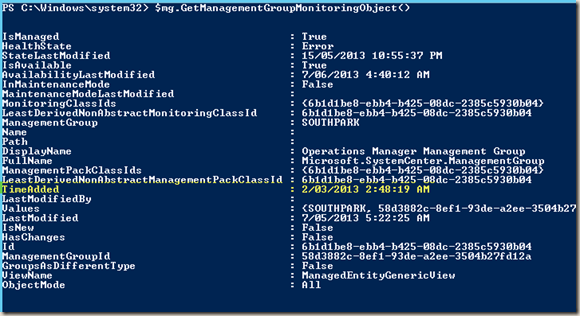 PS C:\Windows\system32> $mg.GetManagementGroupMonitoringObject()
IsManaged : True
HealthState : Error
StateLastModified : 15/05/2013 10:55:37 PM
IsAvailable : True
AvailabilityLastModified : 7/06/2013 4:40:12 AM
InMaintenanceMode : False
MaintenanceModeLastModified :
MonitoringClassIds : {6b1d1be8-ebb4-b425-08dc-2385c5930b04}
LeastDerivedNonAbstractMonitoringClassId : 6b1d1be8-ebb4-b425-08dc-2385c5930b04
ManagementGroup : SOUTHPARK
Name :
Path :
DisplayName : Operations Manager Management Group
FullName : Microsoft.SystemCenter.ManagementGroup
ManagementPackClassIds : {6b1d1be8-ebb4-b425-08dc-2385c5930b04}
LeastDerivedNonAbstractManagementPackClassId : 6b1d1be8-ebb4-b425-08dc-2385c5930b04
TimeAdded : 2/03/2013 2:48:19 AM
LastModifiedBy :
Values : {SOUTHPARK, 58d3882c-8ef1-93de-a2ee-3504b27
LastModified : 7/05/2013 5:22:25 AM
IsNew : False
HasChanges : False
Id : 6b1d1be8-ebb4-b425-08dc-2385c5930b04
ManagementGroupId : 58d3882c-8ef1-93de-a2ee-3504b27fd12a
GroupsAsDifferentType : False
ViewName : ManagedEntityGenericView
ObjectMode : All